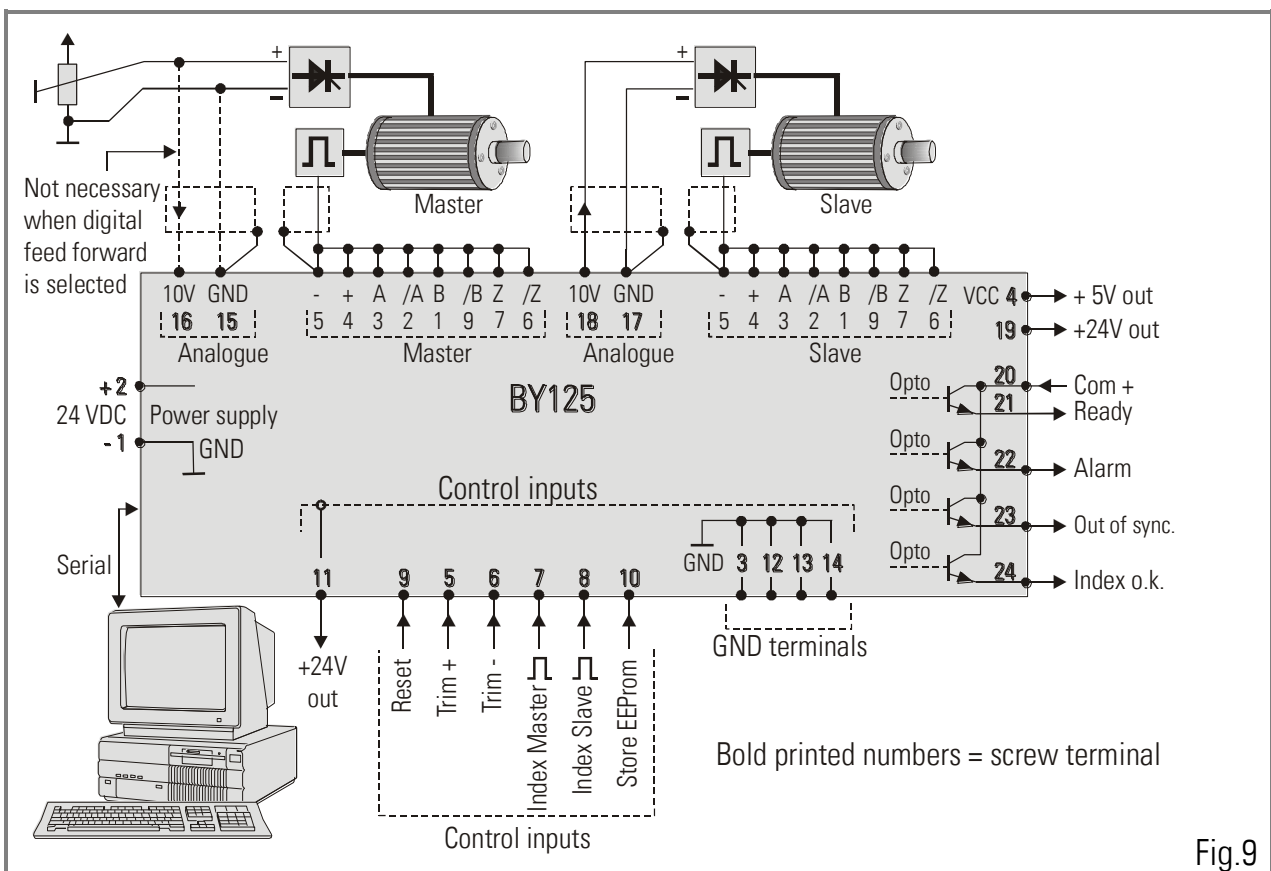 +
-
+
-
Master
Slave
Not necessary
when digital
feed forward
is selected
10V GND
16 15
Analogue
- + A /A B /B Z /Z
5 4 3 2 1 9 7 6
Master
10V GND
18 17
Analogue
- + A /A B /B Z /Z
5 4 3 2 1 9 7 6
Slave
VCC 4
+ 5V out
19
+24V out
+ 2
24 VDC
- 1
Power supply
GND
BY125
Opto
20
Com +
21
Ready
Opto
22
Alarm
Opto
23
Out of sync.
Opto
24
Index o.k.
Control inputs
GND 3 12 13 14
GND terminals
Serial
11 9 5 6 7 8 10
+24V
out
Reset
Trim +
Trim -
Index Master
Index Slave
Store EEProm
Control inputs
Bold printed numbers = screw terminal
Fig.9